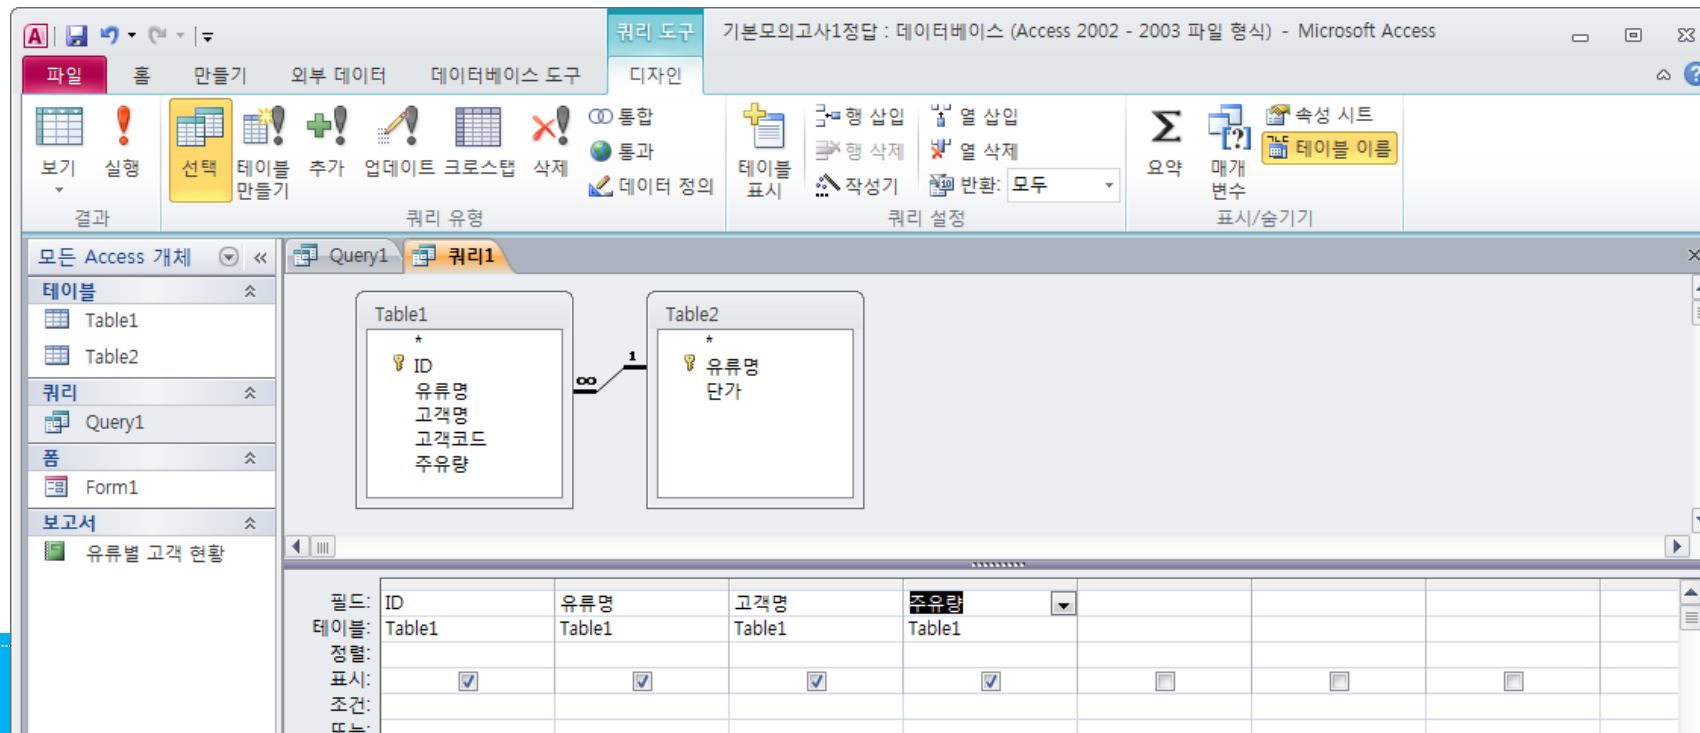 쿼리 도구
기본모의고사1정답 : 데이터베이스 (Access 2002 - 2003 파일 형식) - Microsoft Access
파일 홈 만들기 외부 데이터 데이터베이스 도구 디자인
보기 실행 선택 테이블 만들기 추가 업데이트 크로스탭 삭제
통합
통과
데이터 정의
테이블 표시
행 삽입
행 삭제
작성기
열 삽입
열 삭제
반환: 모두
요약
매개 변수
속성 시트
테이블 이름
결과 쿼리 유형 쿼리 설정 표시/숨기기
모든 Access 개체
테이블
Table1
Table2
쿼리
Query1
폼
Form1
보고서
유류별 고객 현황
Query1 쿼리1
Table1
*
ID
유류명
고객명
고객코드
주유량
∞ 1
Table2
*
유류명
단가
필드: ID 유류명 고객명 주유량
테이블: Table1 Table1 Table1 Table1
정렬:
표시:
조건:
또는: